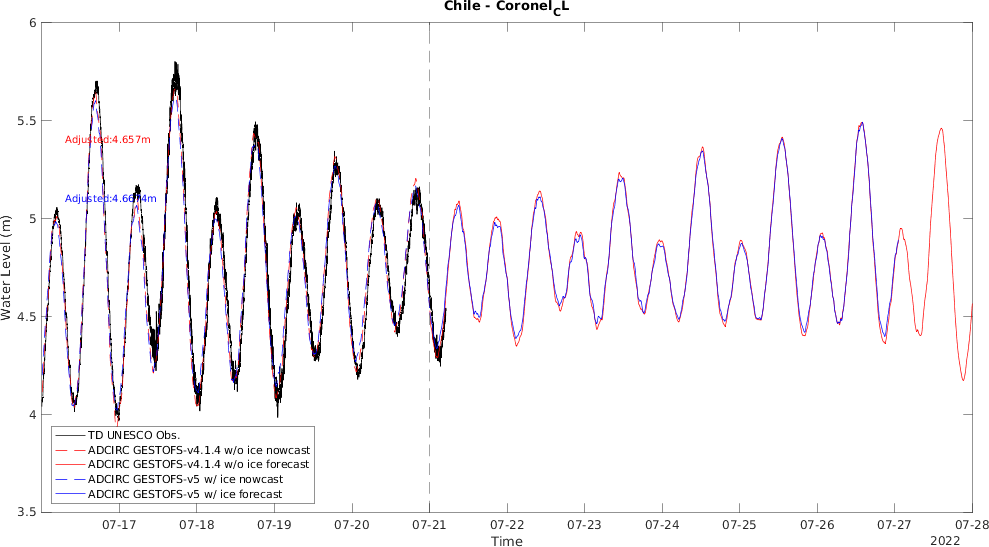 Chile - Coronel_CL
6
5.5
5
4.5
4
3.5
Water Level (m)
Adjusted:4.657m
TD UNESCO Obs.
ADCIRC GESTOFS-v4.1.4 w/o ice nowcast
ADCIRC GESTOFS-v4.1.4 w/o ice forecast
ADCIRC GESTOFS-v5 w/ ice nowcast
ADCIRC GESTOFS-v5 w/ ice forecast
07-17 07-18 07-19 07-20 07-21 07-22 07-23 07-24 07-25 07-26 07-27 07-28
Time
2022